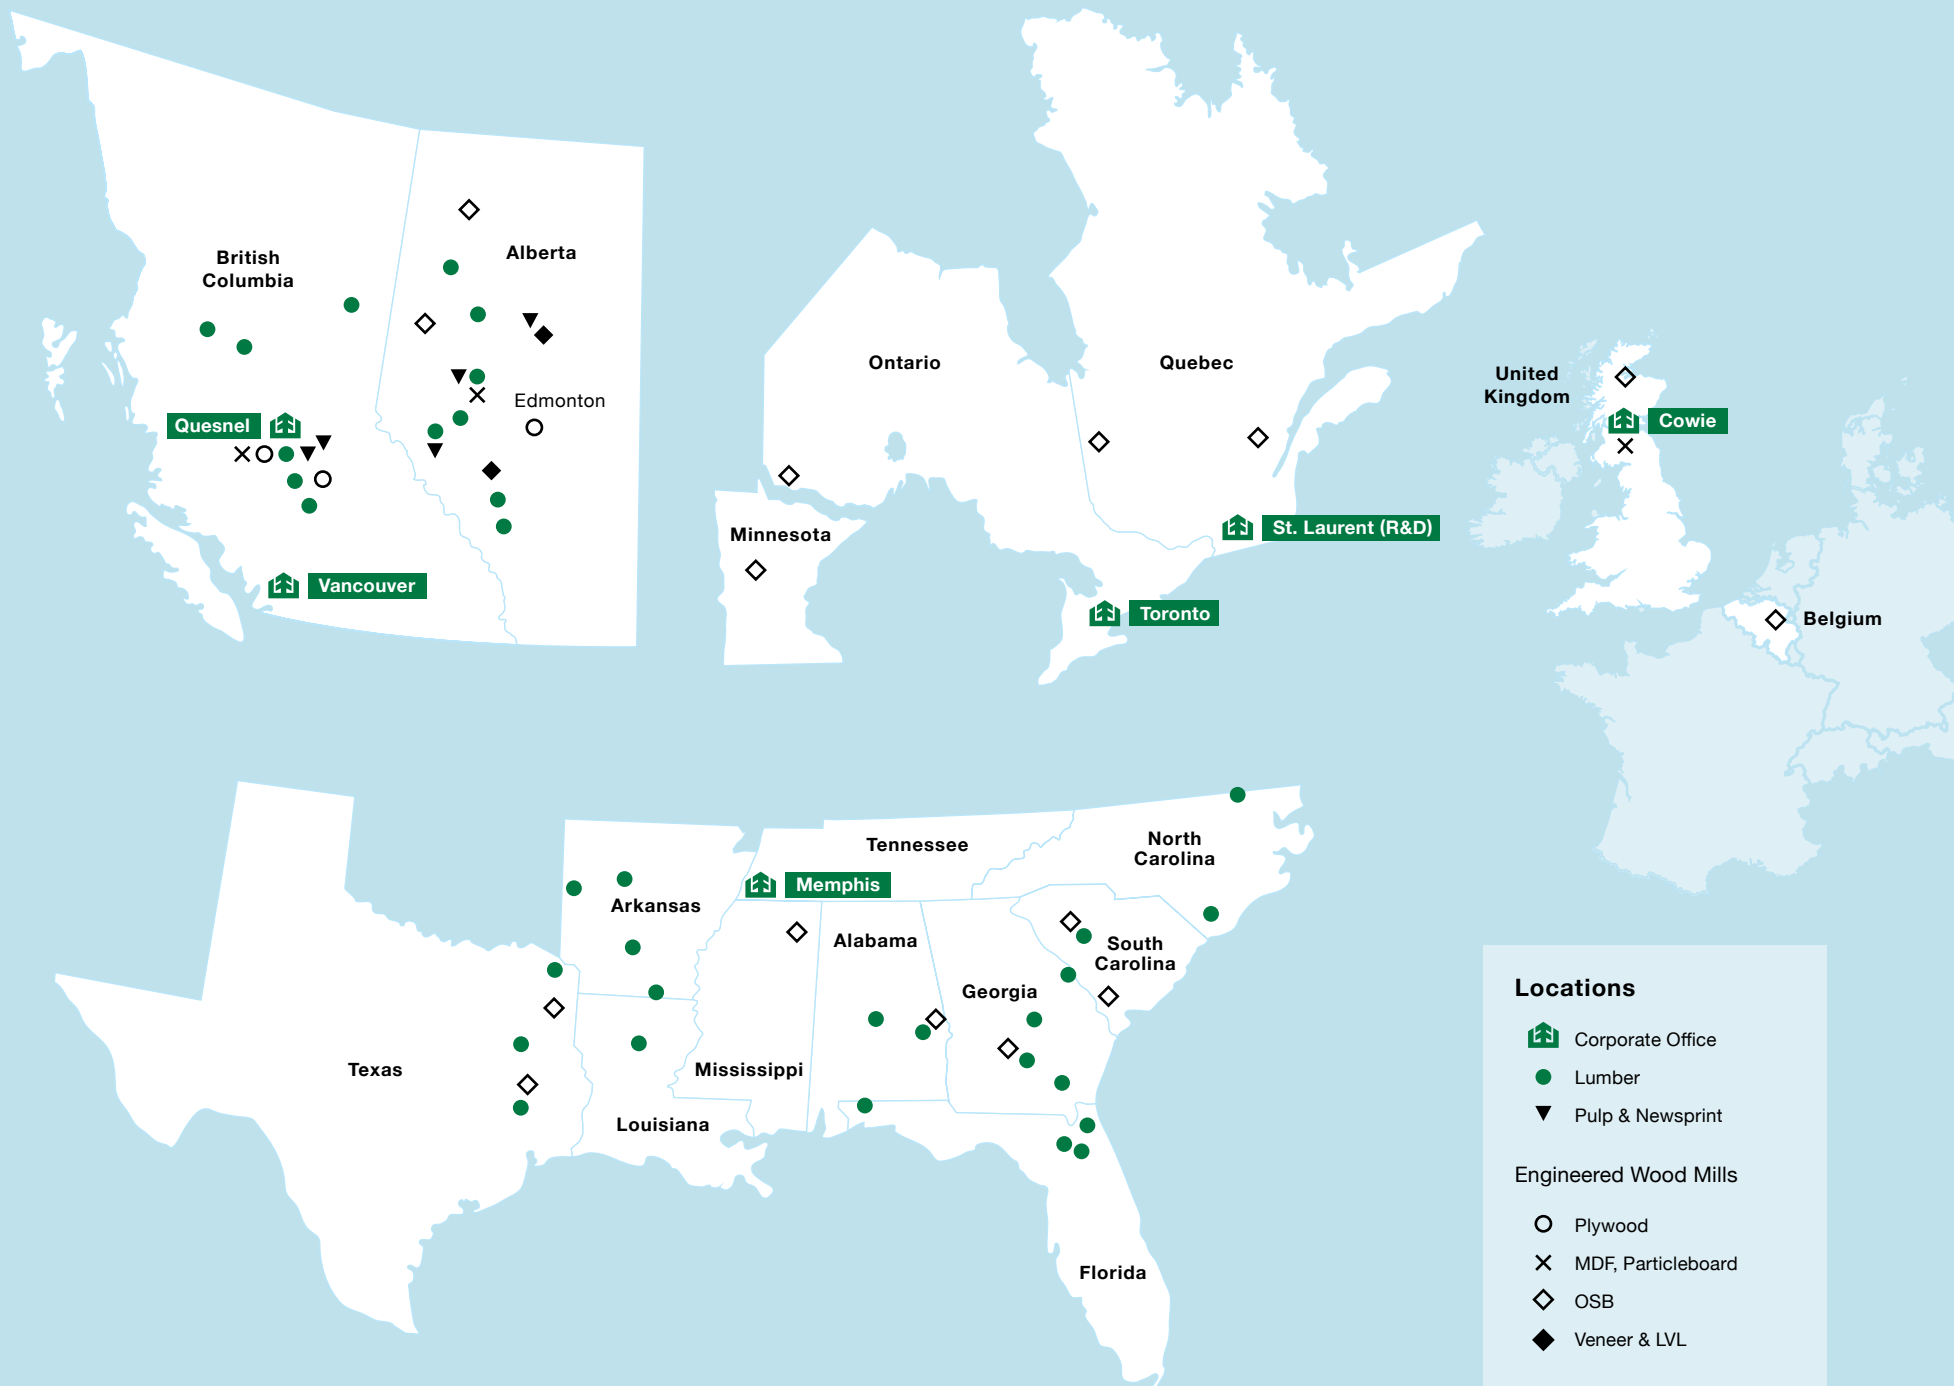 British
Columbia
Alberta
Edmonton
Quesnel
Vancouver
Ontario
Quebec
Minnesota
St. Laurent (R&D)
Toronto
United
Kingdom
Cowie
Belgium
Tennessee
North
Carolina
Memphis
Arkansas
Alabama
South
Carolina
Georgia
Texas
Mississippi
Louisiana
Florida
Locations
Corporate Office
Lumber
Pulp & Newsprint
Engineered Wood Mills
Plywood
MDF, Particleboard
OSB
Veneer & LVL